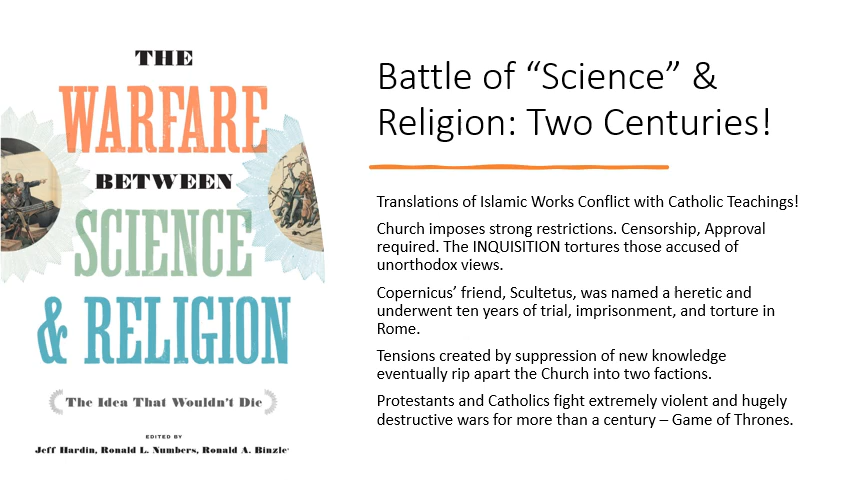 THE
WARFARE
BETWEEN
SCIENCE
& RELIGION
The Idea That Wouldn't Die
EDITED BY
Jeff Hardin, Ronald L. Numbers, Ronald A. Binzle
Battle of “Science” &
Religion: Two Centuries!
Translations of Islamic Works Conflict with Catholic Teachings!
Church imposes strong restrictions. Censorship, Approval
required. The INQUISITION tortures those accused of
unorthodox views.
Copernicus’ friend, Scultetus, was named a heretic and
underwent ten years of trial, imprisonment, and torture in
Rome.
Tensions created by suppression of new knowledge
eventually rip apart the Church into two factions.
Protestants and Catholics fight extremely violent and hugely
destructive wars for more than a century – Game of Thrones.